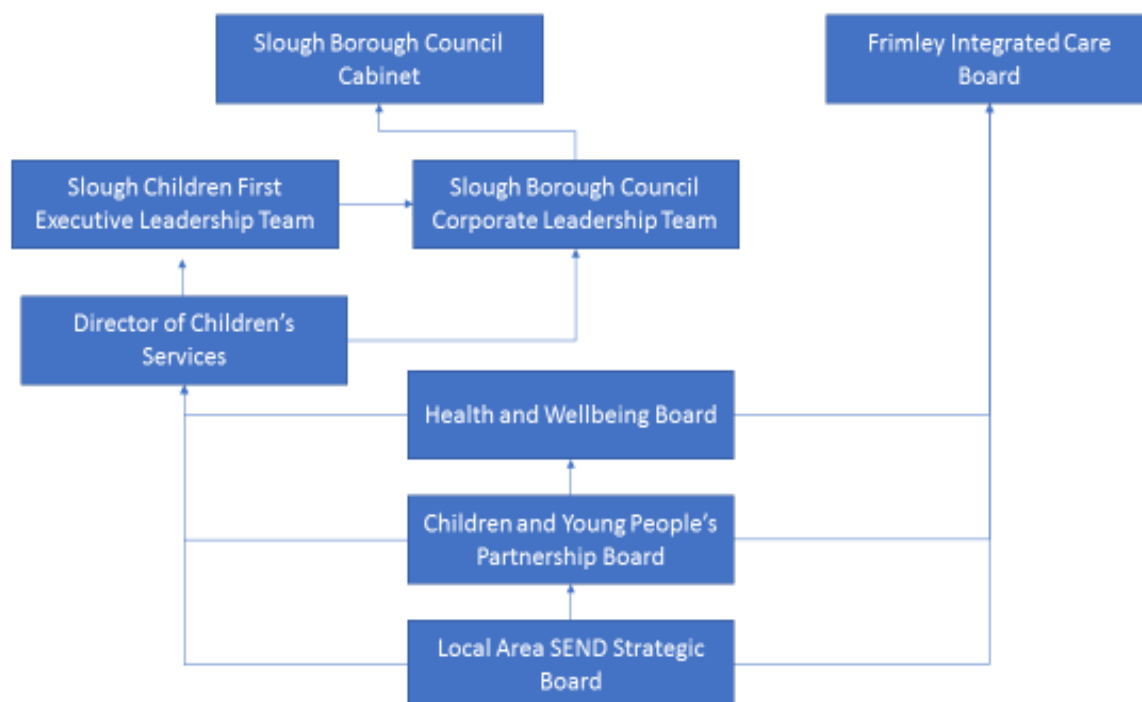 Slough Borough Council
Cabinet
Frimley Integrated Care
Board
Slough Children First
Executive Leadership Team
Slough Borough Council
Corporate Leadership Team
Director of Children’s
Services
Health and Wellbeing Board
Children and Young People’s
Partnership Board
Local Area SEND Strategic
Board